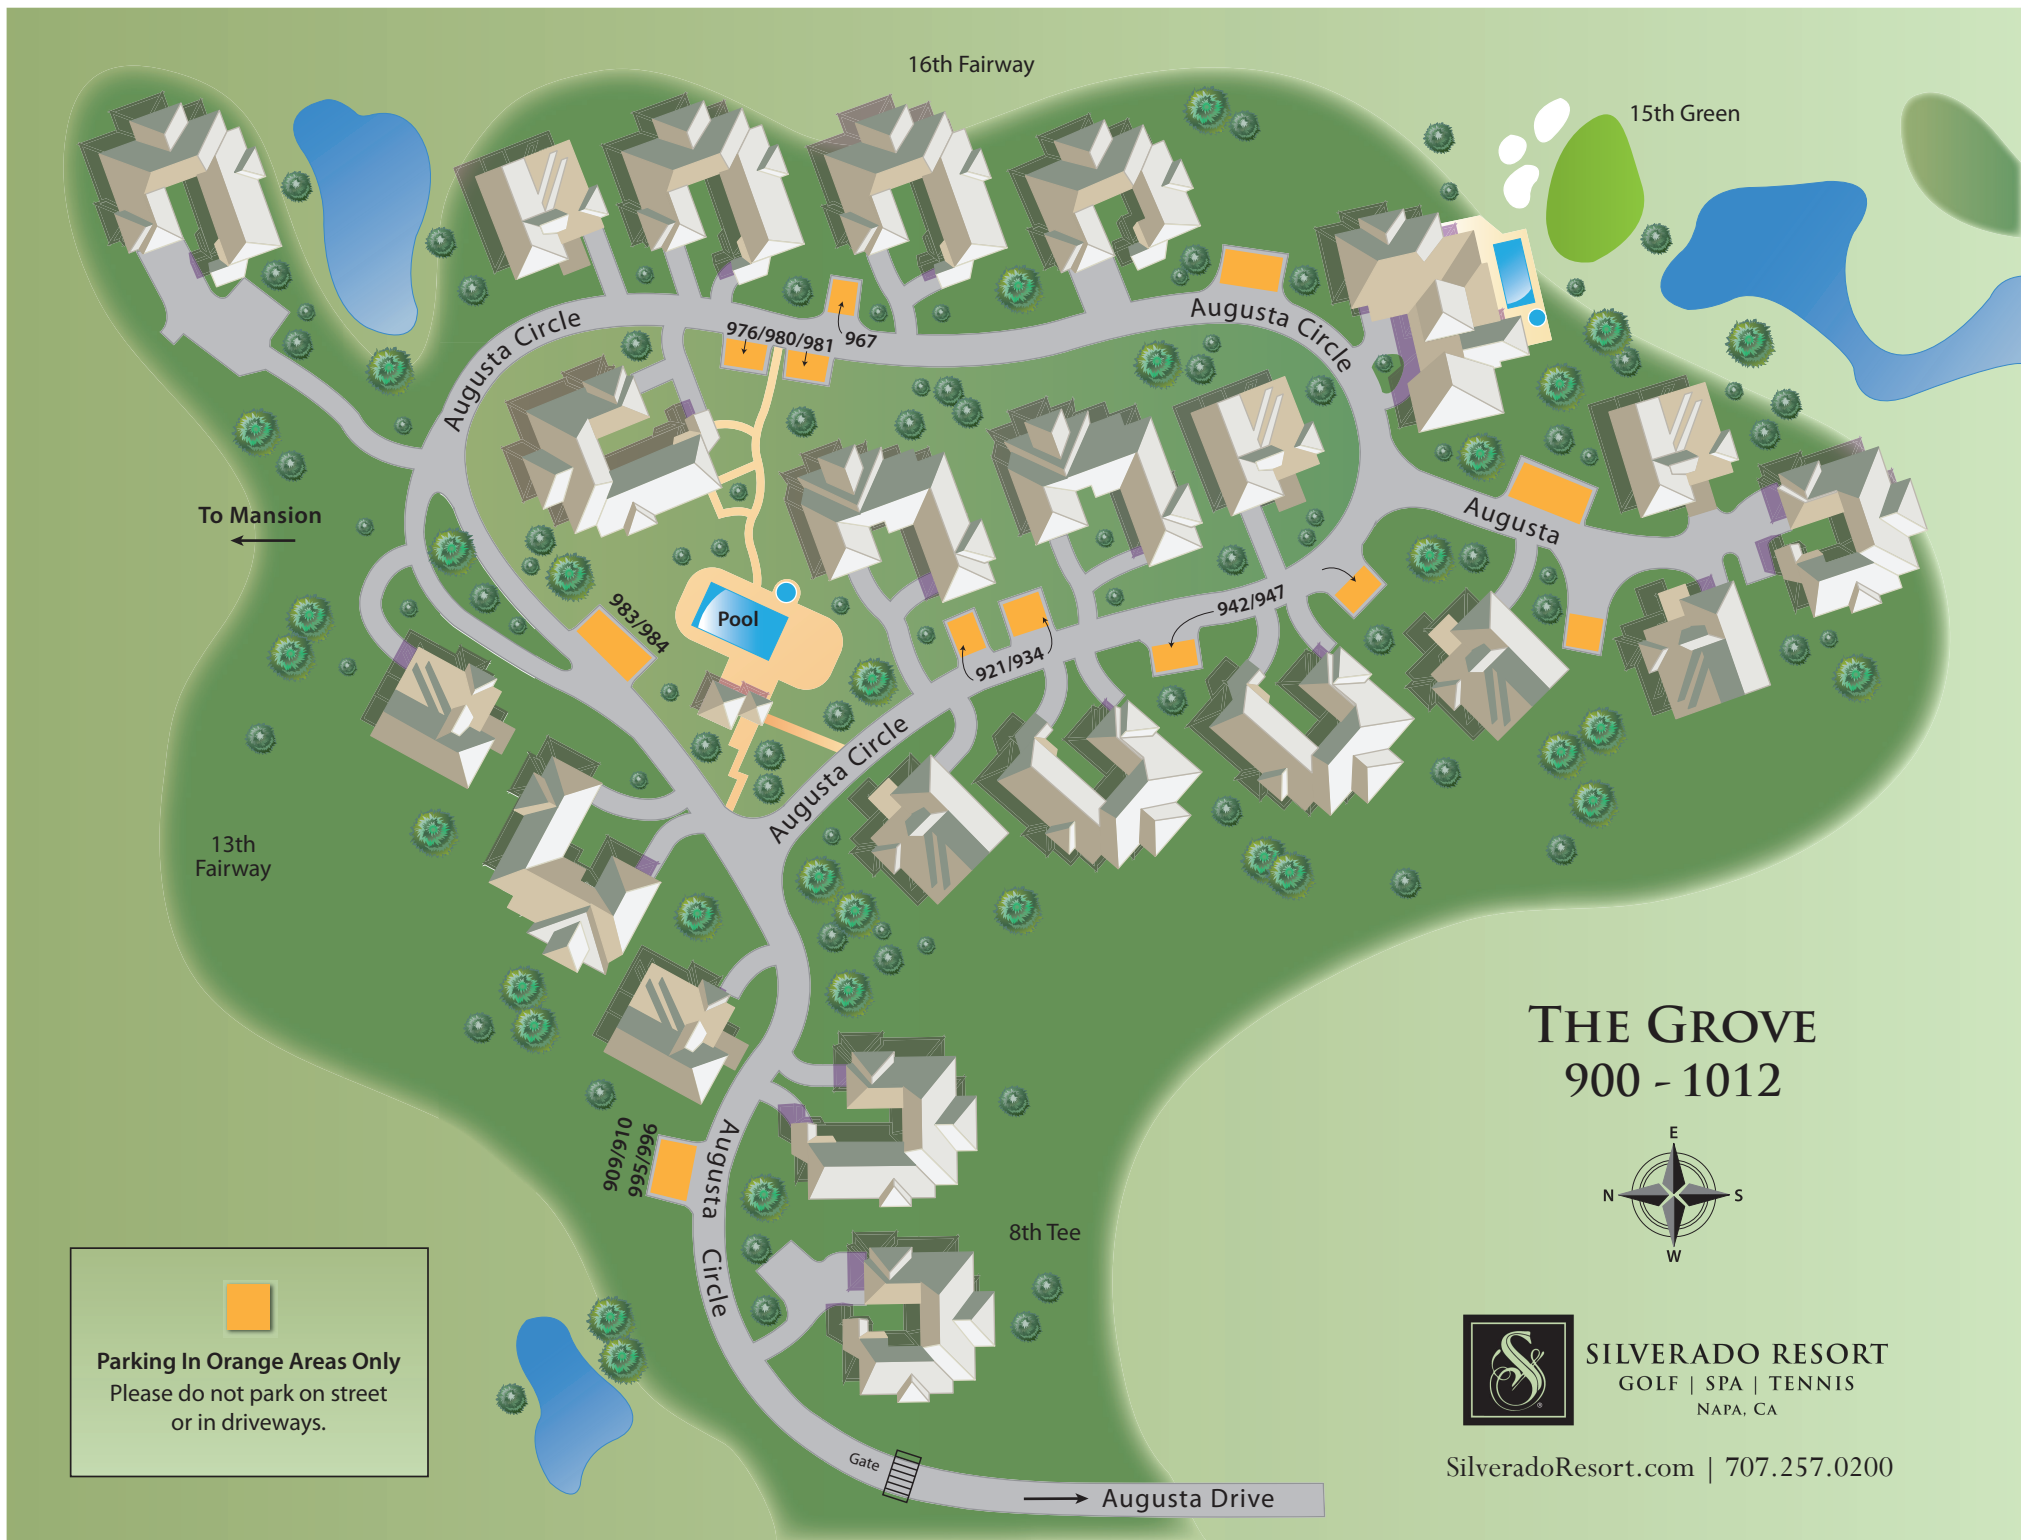 16th Fairway
15th Green
Augusta Circle
976/980/981
967
Augusta Circle
To Mansion
Augusta
983/984
Pool
942/947
921/934
Augusta Circle
13th
Fairway
THE GROVE
900 - 1012
E
N
S
W
909/910
995/996
Augusta Circle
8th Tee
Parking In Orange Areas Only
Please do not park on street
or in driveways.
S
®
SILVERADO RESORT
GOLF | SPA | TENNIS
NAPA, CA
SilveradoResort.com | 707.257.0200
Gate
Augusta Drive